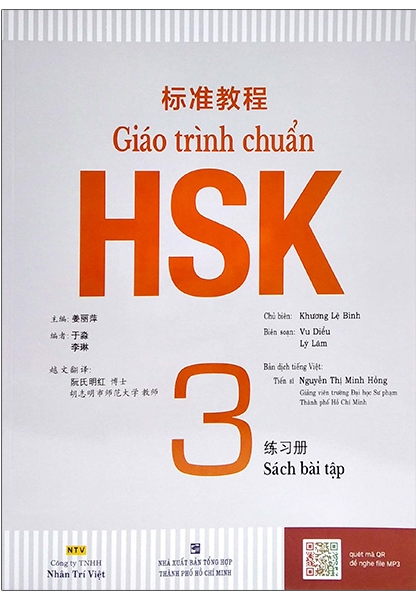 标准教程
Giáo trình chuẩn
HSK
主编: 姜丽萍
编者: 于淼
李琳
越文翻译:
阮氏明红 博士
胡志明市师范大学 教师
Chủ biên: Khương Lệ Bình
Biên soạn: Vu Diểu
Lý Lâm
Bản dịch tiếng Việt:
Tiến sĩ Nguyễn Thị Minh Hồng
Giảng viên trường Đại học Sư phạm
Thành phố Hồ Chí Minh
3
练习册
Sách bài tập
NTV
Công ty TNHH
Nhân Trí Việt
NHÀ XUẤT BẢN TỔNG HỢP
THÀNH PHỐ HỒ CHÍ MINH
quét mã QR
để nghe file MP3